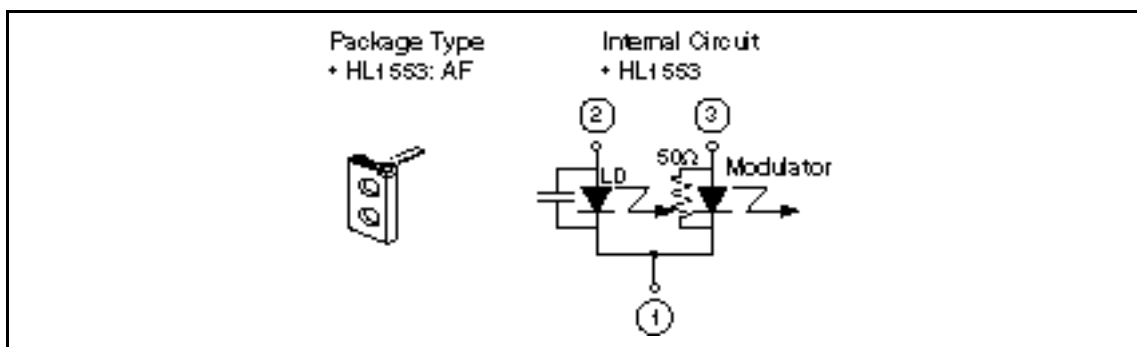 Package Type
• HL1553: AF
Internal Circuit
• HL1553
2
3
50Ω
LD
Modulator
1